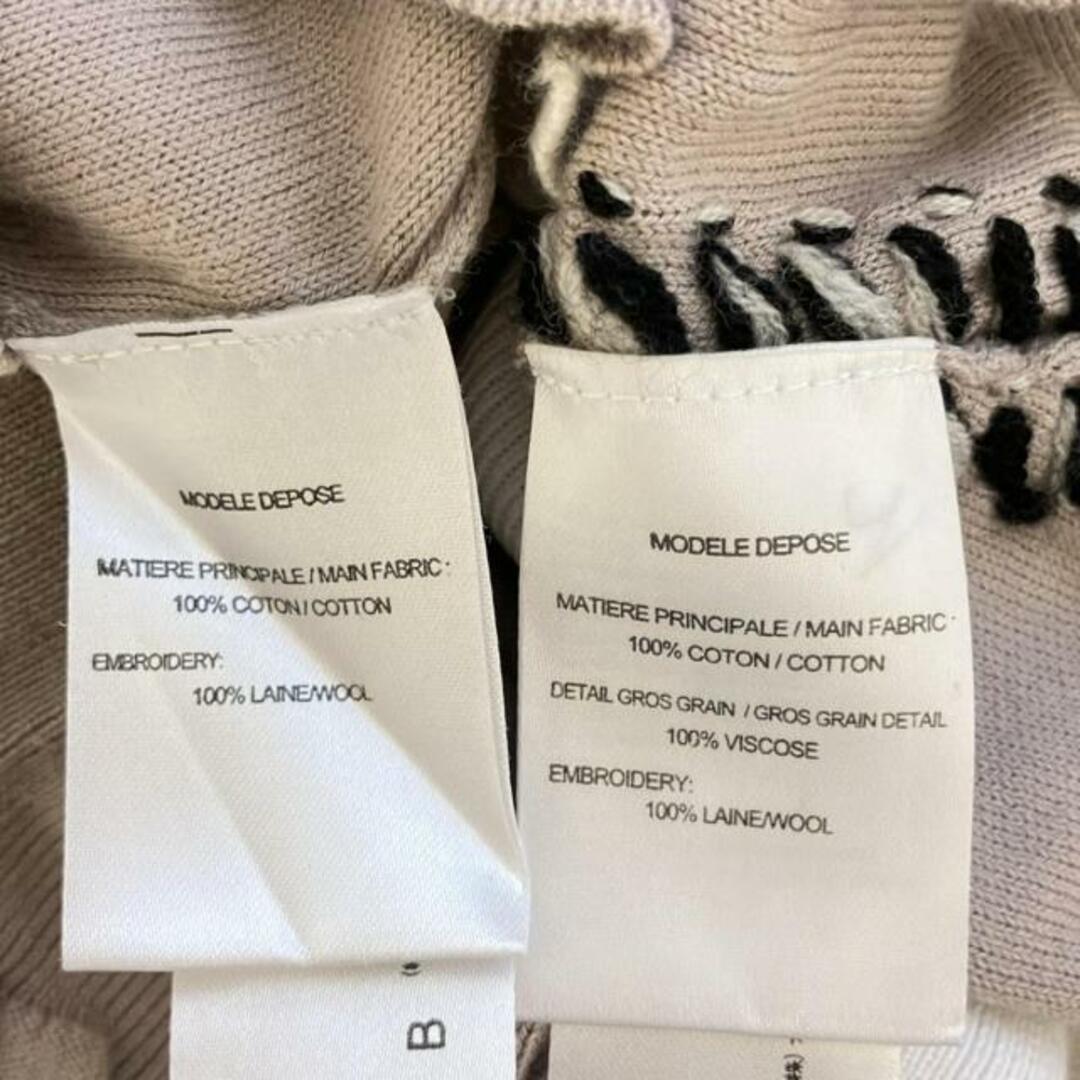 MODELE DEPOSE
MATIERE PRINCIPALE / MAIN FABRIC :
100% COTON / COTTON
EMBROIDERY:
100% LAINE/WOOL
B
MODELE DEPOSE
MATIERE PRINCIPALE / MAIN FABRIC :
100% COTON / COTTON
DETAIL GROS GRAIN / GROS GRAIN DETAIL
100% VISCOSE
EMBROIDERY:
100% LAINE/WOOL